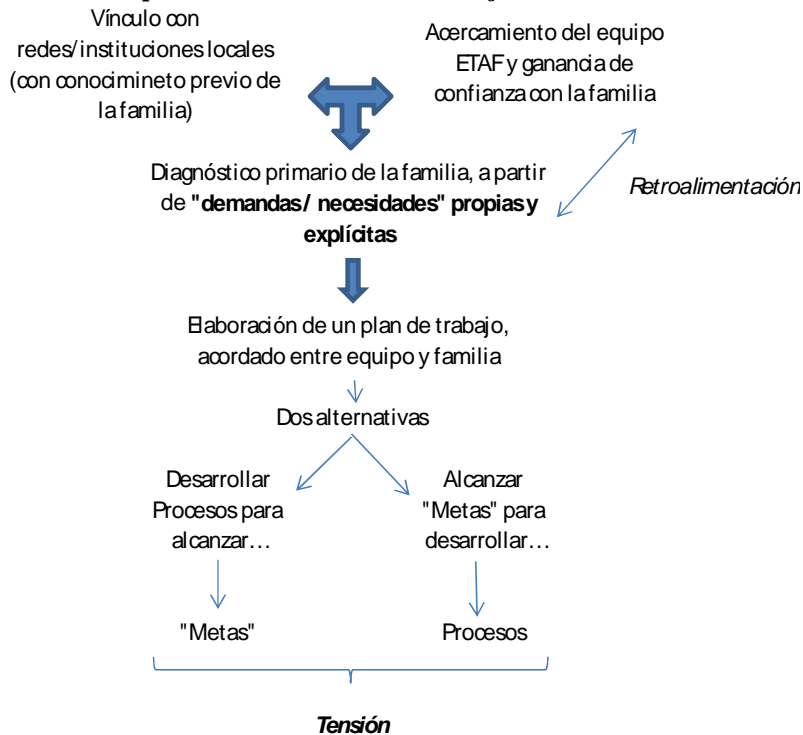 Vínculo con
redes/instituciones locales
(con conocimineto previo de
la familia)
Acercamiento del equipo
ETAF y ganancia de
confianza con la familia
Diagnóstico primario de la familia, a partir
de "demandas/ necesidades" propias y
explícitas
Retroalimentación
Elaboración de un plan de trabajo,
acordado entre equipo y familia
Dos alternativas
Desarrollar
Procesos para
alcanzar…
Alcanzar
"Metas" para
desarrollar…
"Metas"
Procesos
Tensión